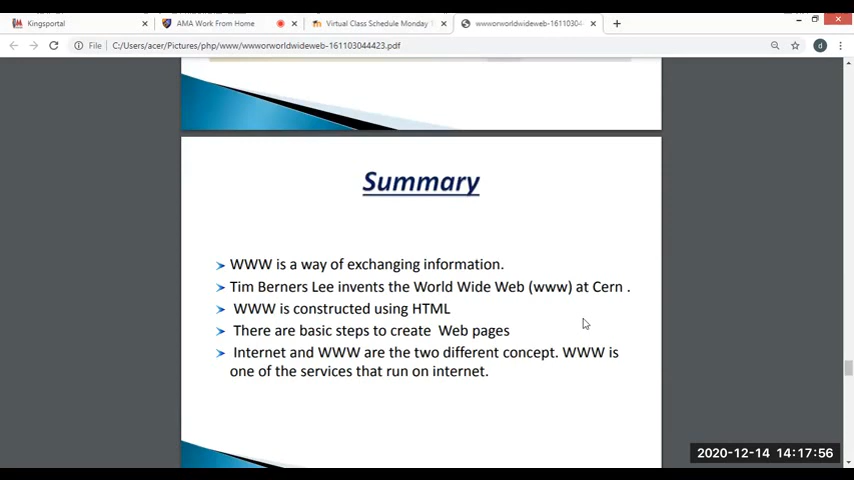 Kingsportal
AMA Work From Home
Virtual Class Schedule Monday
wwworworldwideweb-1611030
File
C:/Users/acer/Pictures/php/www/wwworworldwideweb-161103044423.pdf
d
Summary
WWW is a way of exchanging information.
Tim Berners Lee invents the World Wide Web (www) at Cern .
WWW is constructed using HTML
There are basic steps to create Web pages
Internet and WWW are the two different concept. WWW is
one of the services that run on internet.
2020-12-14 14:17:56